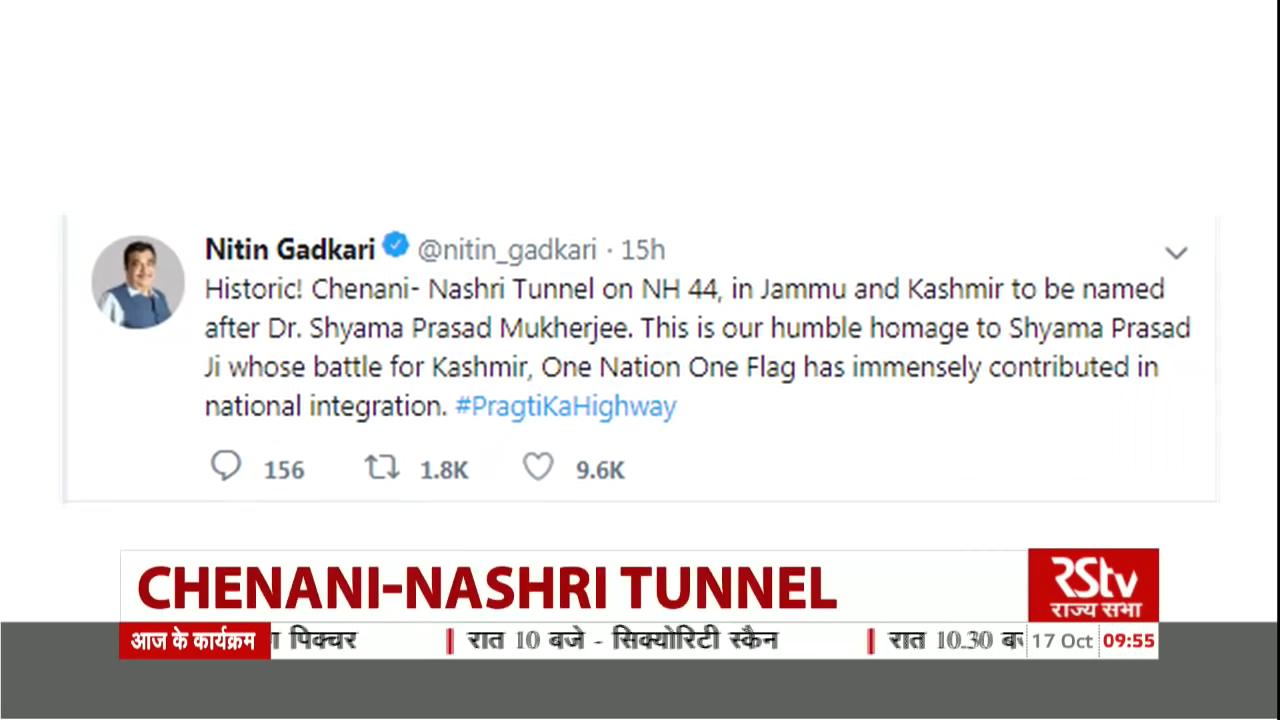 Nitin Gadkari @nitin_gadkari · 15h
Historic! Chenani- Nashri Tunnel on NH 44, in Jammu and Kashmir to be named
after Dr. Shyama Prasad Mukherjee. This is our humble homage to Shyama Prasad
Ji whose battle for Kashmir, One Nation One Flag has immensely contributed in
national integration. #PragtiKaHighway
156 1.8K 9.6K
CHENANI-NASHRI TUNNEL
RStv
राज्य सभा
आज के कार्यक्रम पिक्चर | रात 10 बजे - सिक्योरिटी स्कैन | रात 10.30 17 Oct 09:55